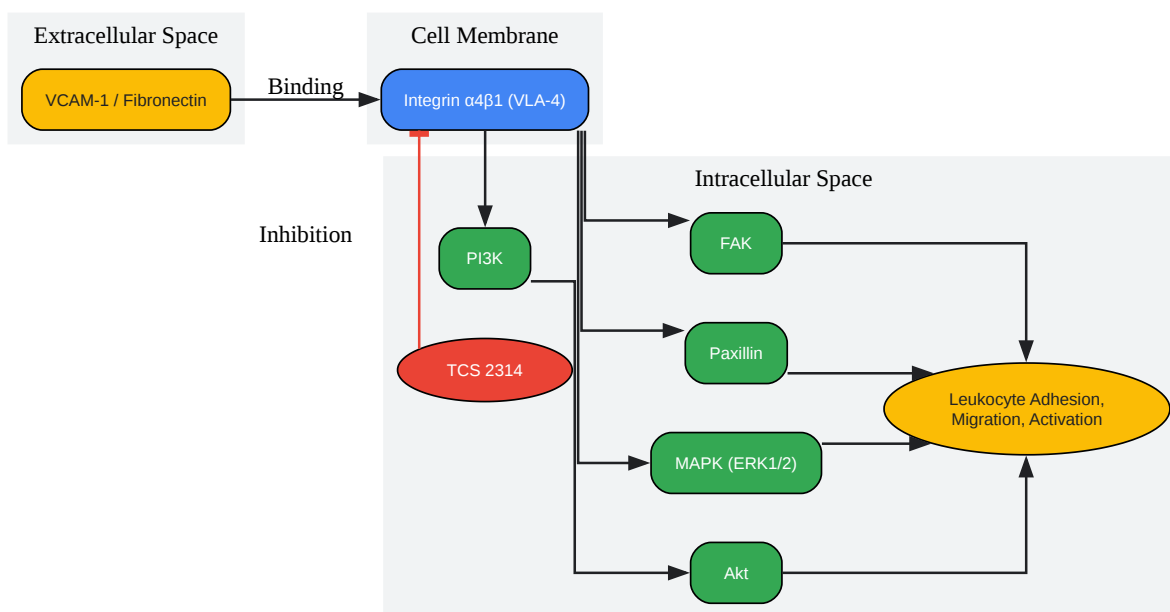 Extracellular Space
Cell Membrane
VCAM-1 / Fibronectin
Binding
Integrin α4β1 (VLA-4)
Intracellular Space
Inhibition
PI3K
FAK
TCS 2314
Paxillin
Leukocyte Adhesion,
Migration, Activation
MAPK (ERK1/2)
Akt